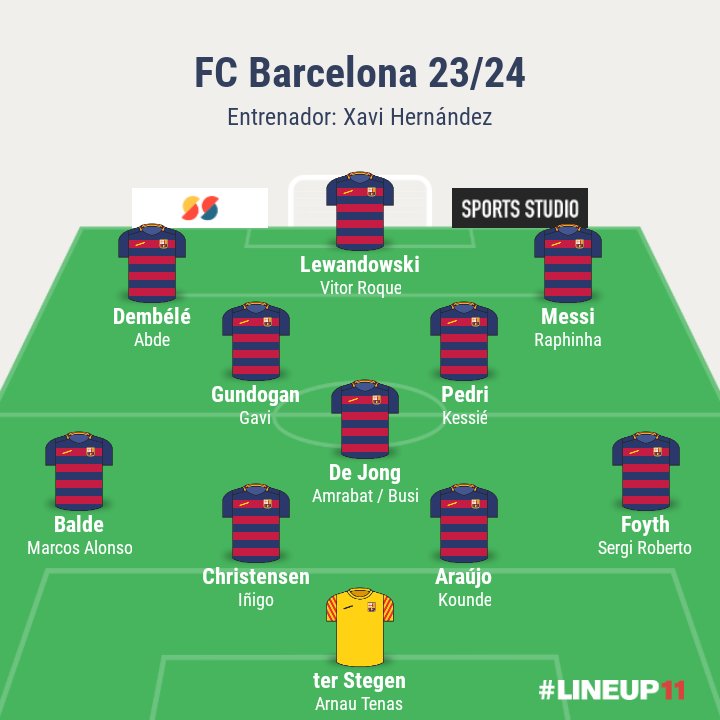 FC Barcelona 23/24
Entrenador: Xavi Hernández
SPORTS STUDIO
Lewandowski
Vitor Roque
Dembélé
Abde
Messi
Raphinha
Gundogan
Gavi
Pedri
Kessié
De Jong
Amrabat / Busi
Balde
Marcos Alonso
Foyth
Sergi Roberto
Christensen
Iñigo
Araújo
Kounde
ter Stegen
Arnau Tenas
#LINEUP11